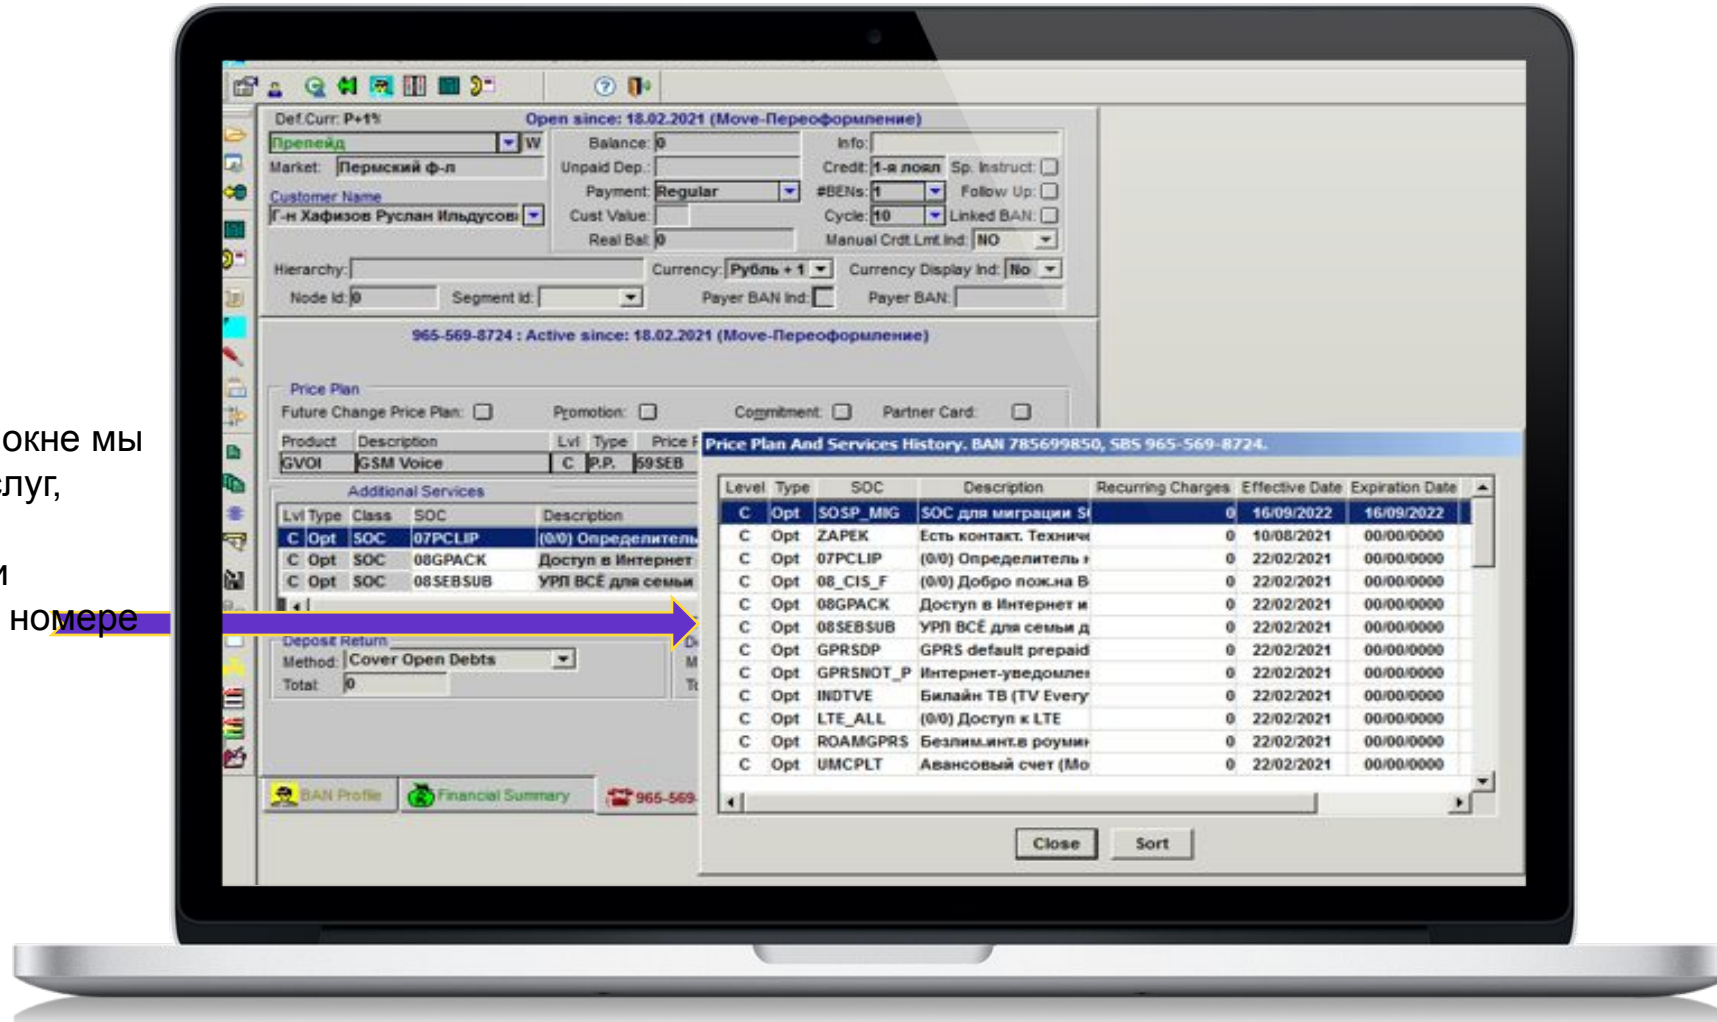 окне мы
слуг,
и
номере
Def.Curr: P+1%
Open since: 18.02.2021 (Move-Переоформление)
Препейд W Balance: 0 Info:
Market: Пермский ф-л Unpaid Dep.: Credit: 1-я лоял Sp. Instruct:
Customer Name Payment: Regular #BENs: 1 Follow Up:
Г-н Хафизов Руслан Ильдусов Cust Value: Cycle: 10 Linked BAN:
Real Bal: 0 Manual Crdt.Lmt.Ind: NO
Hierarchy: Currency: Рубль + 1 Currency Display Ind: No
Node Id: 0 Segment Id: Payer BAN Ind: Payer BAN:
965-569-8724 : Active since: 18.02.2021 (Move-Переоформление)
Price Plan
Future Change Price Plan: Promotion: Commitment: Partner Card:
Product Description Lvl Type Price P
GVOI GSM Voice C P.P. 59SEB
Additional Services
Lvl Type Class SOC Description
C Opt SOC 07PCLIP (0/0) Определитель
C Opt SOC 08GPACK Доступ в Интернет
C Opt SOC 08SEBSUB УРЛ ВСЁ для семьи
Deposit Return
Method: Cover Open Debts
Total: 0
BAN Profile Financial Summary 965-569-
Price Plan And Services History. BAN 785699850, SBS 965-569-8724.
Level Type SOC Description Recurring Charges Effective Date Expiration Date
C Opt SOSP_MIG SOC для миграции S 0 16/09/2022 16/09/2022
C Opt ZAPEK Есть контакт. Техниче 0 10/08/2021 00/00/0000
C Opt 07PCLIP (0/0) Определитель н 0 22/02/2021 00/00/0000
C Opt 08_CIS_F (0/0) Добро пож.на В 0 22/02/2021 00/00/0000
C Opt 08GPACK Доступ в Интернет и 0 22/02/2021 00/00/0000
C Opt 08SEBSUB УРЛ ВСЁ для семьи д 0 22/02/2021 00/00/0000
C Opt GPRSDP GPRS default prepaid 0 22/02/2021 00/00/0000
C Opt GPRSNOT_P Интернет-уведомлен 0 22/02/2021 00/00/0000
C Opt INDTVE Билайн ТВ (TV Every 0 22/02/2021 00/00/0000
C Opt LTE_ALL (0/0) Доступ к LTE 0 22/02/2021 00/00/0000
C Opt ROAMGPRS Безлим.инт.в роумин 0 22/02/2021 00/00/0000
C Opt UMCPLT Авансовый счет (Мо 0 22/02/2021 00/00/0000
Close Sort